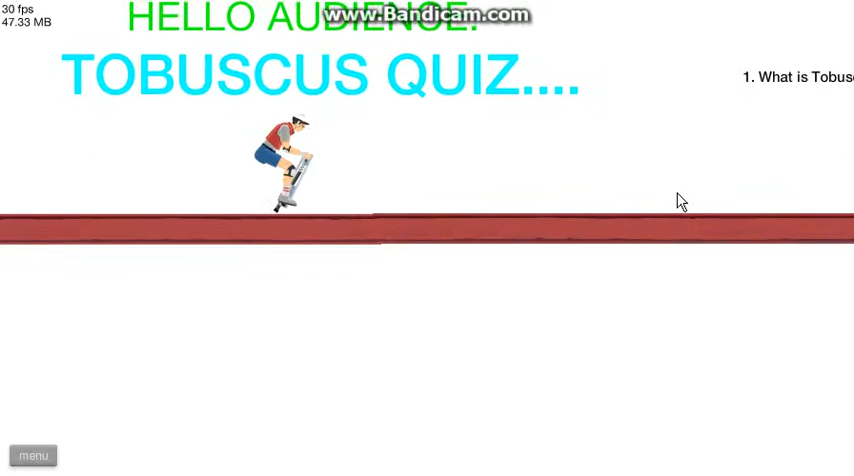 30 fps
47.33 MB
HELLO AUDIENCE!
www.Bandicam.com
TOBUSCUS QUIZ....
1. What is Tobusc
menu